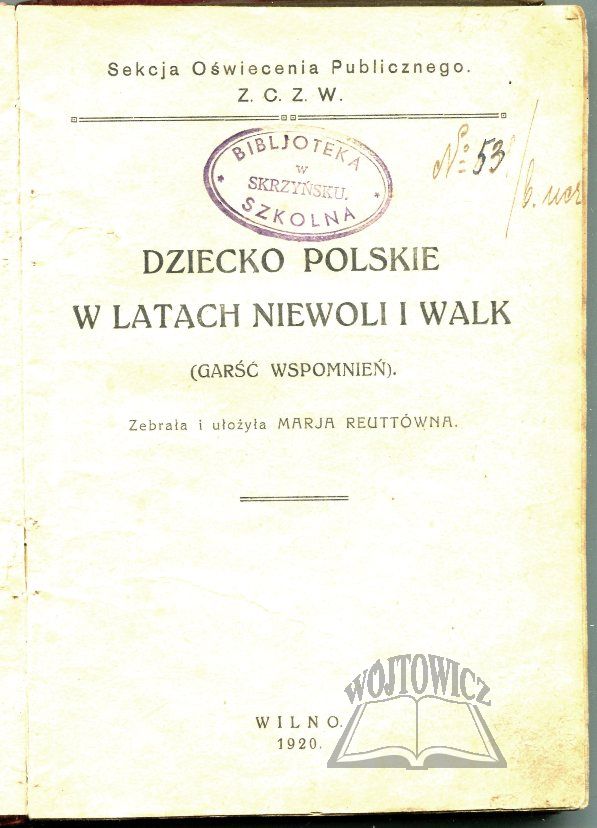 Sekcja Oświecenia Publicznego.
Z. C. Z. W.
BIBLJOTEKA
w
SKRZYŃSKU.
SZKOLNA
№ 53
DZIECKO POLSKIE
W LATACH NIEWOLI I WALK
(GARŚĆ WSPOMNIEŃ).
Zebrała i ułożyła MARJA REUTTÓWNA.
WÓJTOWICZ
WILNO.
1920.